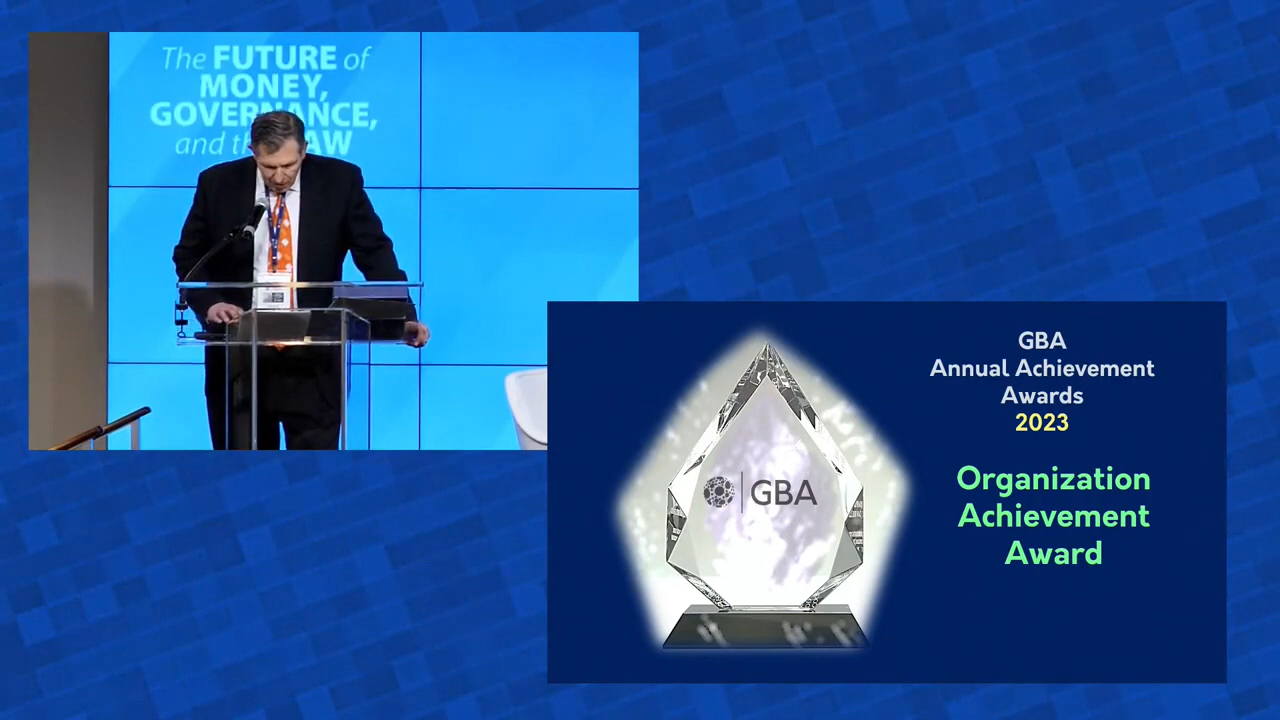 The FUTURE of
MONEY,
GOVERNANCE,
and the LAW
GBA
Annual Achievement
Awards
2023
GBA
Organization
Achievement
Award